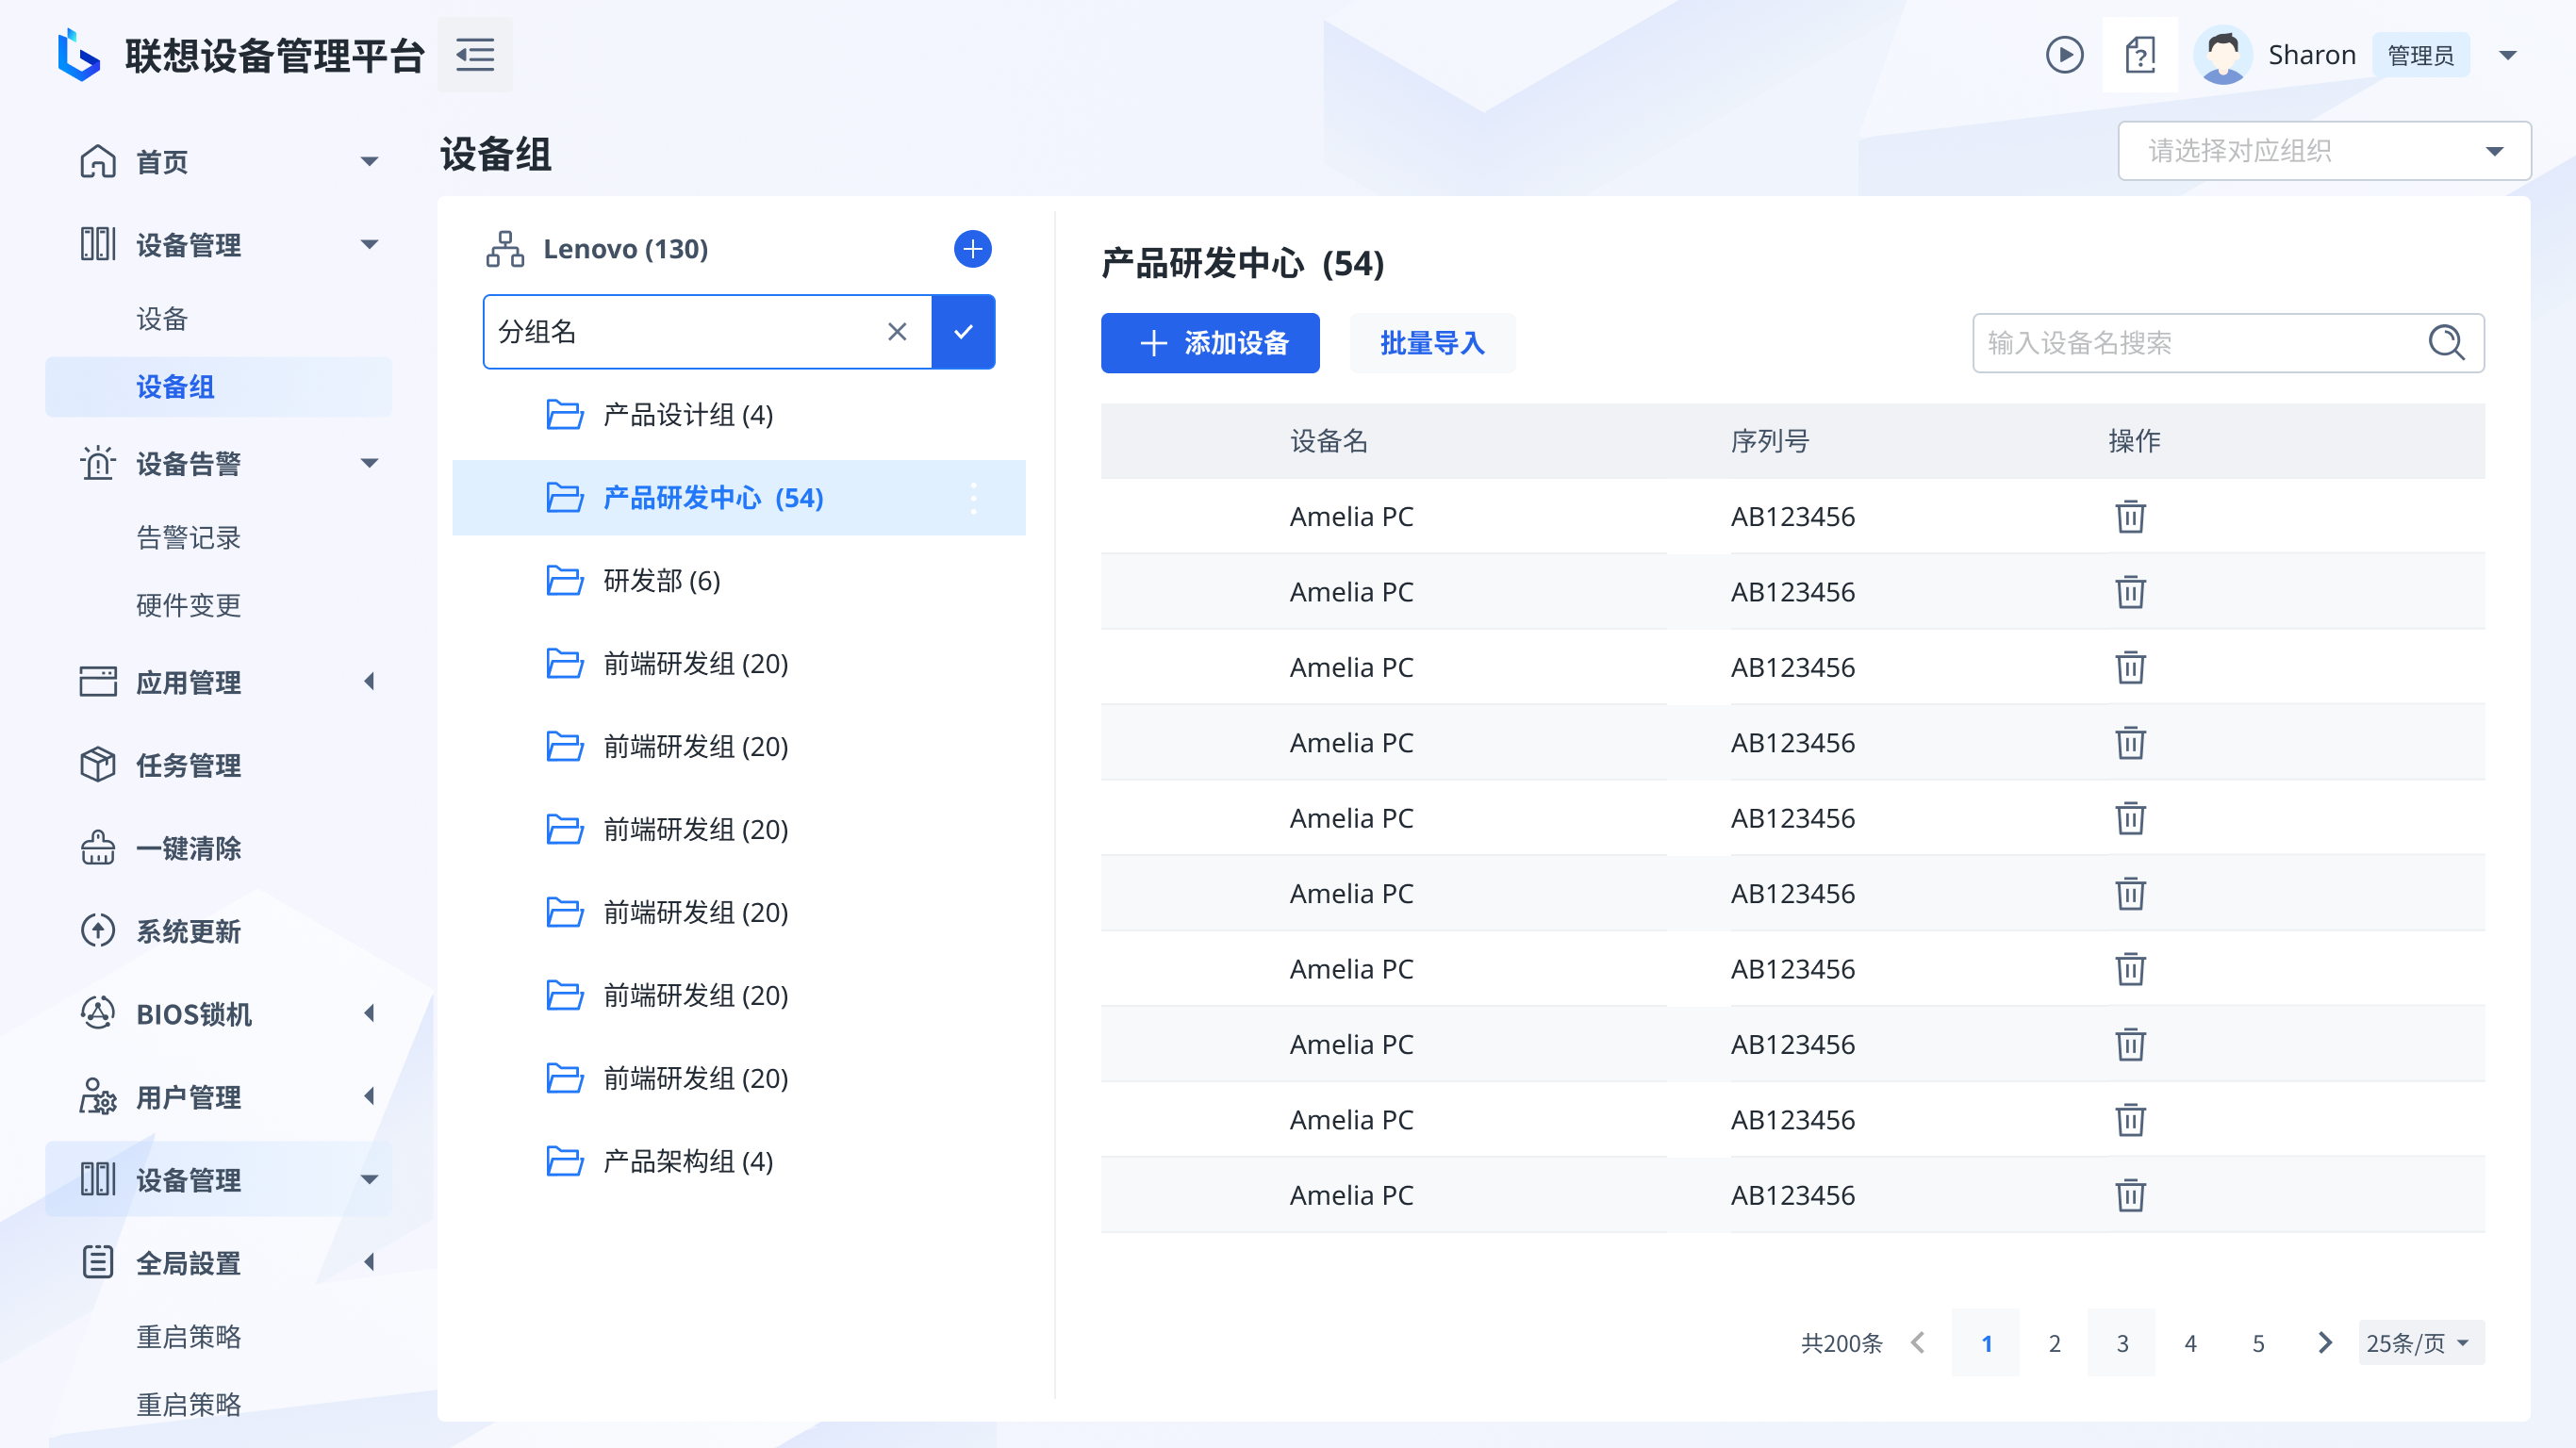 联想设备管理平台
Sharon
管理员
首页
设备管理
设备
设备组
设备告警
告警记录
硬件变更
应用管理
任务管理
一键清除
系统更新
BIOS锁机
用户管理
设备管理
全局設置
重启策略
重启策略
设备组
请选择对应组织
Lenovo (130)
分组名
产品设计组 (4)
产品研发中心 (54)
研发部 (6)
前端研发组 (20)
前端研发组 (20)
前端研发组 (20)
前端研发组 (20)
前端研发组 (20)
前端研发组 (20)
产品架构组 (4)
产品研发中心 (54)
添加设备
批量导入
输入设备名搜索
设备名 序列号 操作
Amelia PC AB123456
Amelia PC AB123456
Amelia PC AB123456
Amelia PC AB123456
Amelia PC AB123456
Amelia PC AB123456
Amelia PC AB123456
Amelia PC AB123456
Amelia PC AB123456
Amelia PC AB123456
共200条 1 2 3 4 5 25条/页